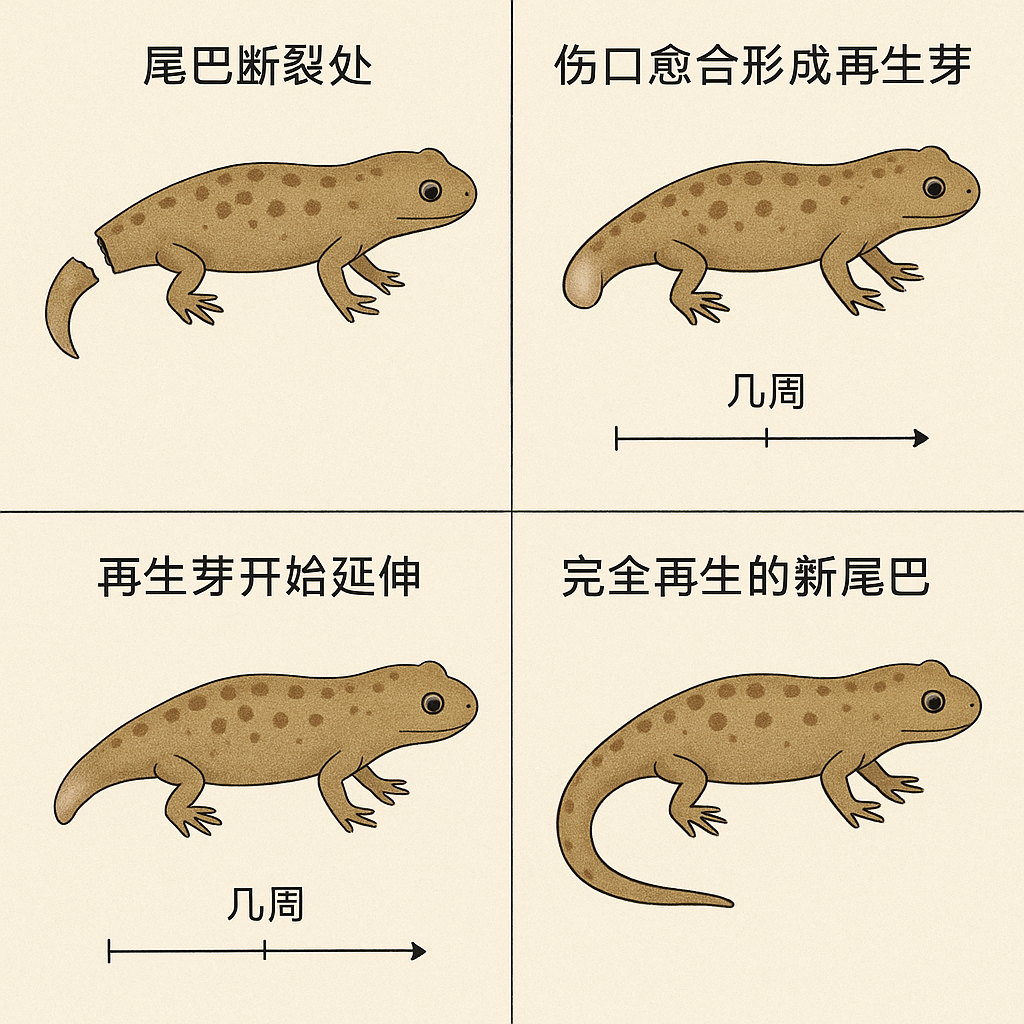 尾巴断裂处
伤口愈合形成再生芽
几周
再生芽开始延伸
几周
完全再生的新尾巴